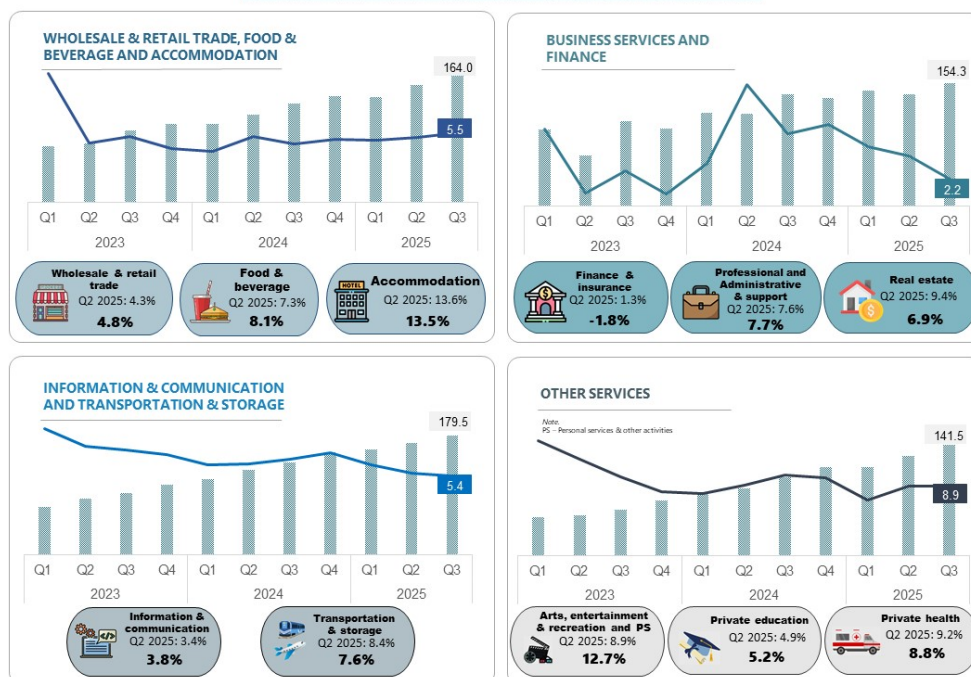 WHOLESALE & RETAIL TRADE, FOOD &
BEVERAGE AND ACCOMMODATION
164.0
5.5
Q1 Q2 Q3 Q4 Q1 Q2 Q3 Q4 Q1 Q2 Q3
2023 2024 2025
Wholesale & retail
trade
Q2 2025: 4.3%
4.8%
Food &
beverage
Q2 2025: 7.3%
8.1%
HOTEL
Accommodation
Q2 2025: 13.6%
13.5%
BUSINESS SERVICES AND
FINANCE
154.3
2.2
Q1 Q2 Q3 Q4 Q1 Q2 Q3 Q4 Q1 Q2 Q3
2023 2024 2025
Finance &
insurance
Q2 2025: 1.3%
-1.8%
Professional and
Administrative
& support
Q2 2025: 7.6%
7.7%
Real estate
Q2 2025: 9.4%
6.9%
INFORMATION & COMMUNICATION
AND TRANSPORTATION & STORAGE
179.5
5.4
Q1 Q2 Q3 Q4 Q1 Q2 Q3 Q4 Q1 Q2 Q3
2023 2024 2025
Information &
communication
Q2 2025: 3.4%
3.8%
Transportation
& storage
Q2 2025: 8.4%
7.6%
OTHER SERVICES
Note.
PS – Personal services & other activities
141.5
8.9
Q1 Q2 Q3 Q4 Q1 Q2 Q3 Q4 Q1 Q2 Q3
2023 2024 2025
Arts, entertainment
& recreation and PS
Q2 2025: 8.9%
12.7%
Private education
Q2 2025: 4.9%
5.2%
Private health
Q2 2025: 9.2%
8.8%